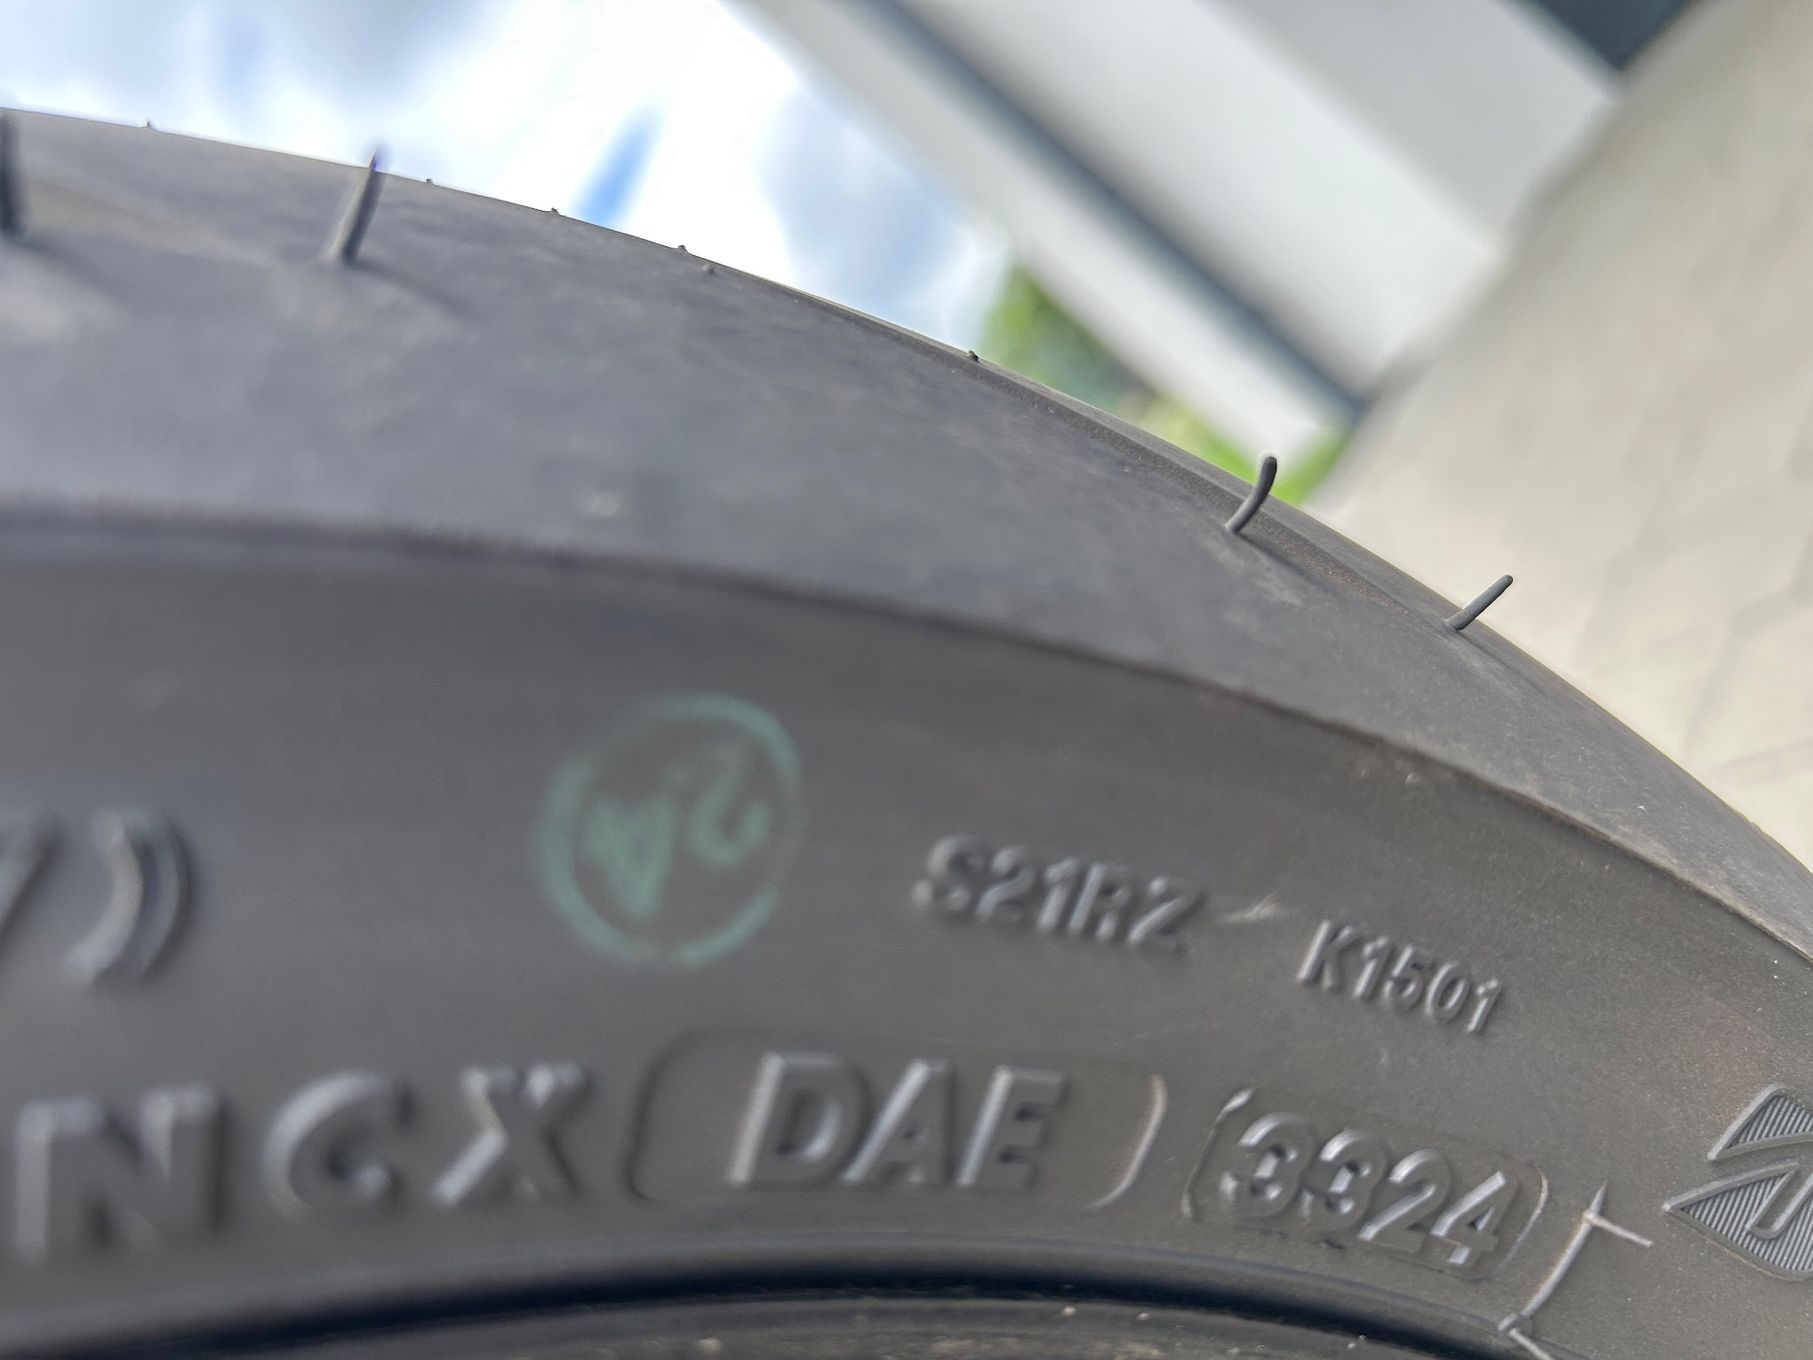 S21RZ K1501
NCX DAE 3324